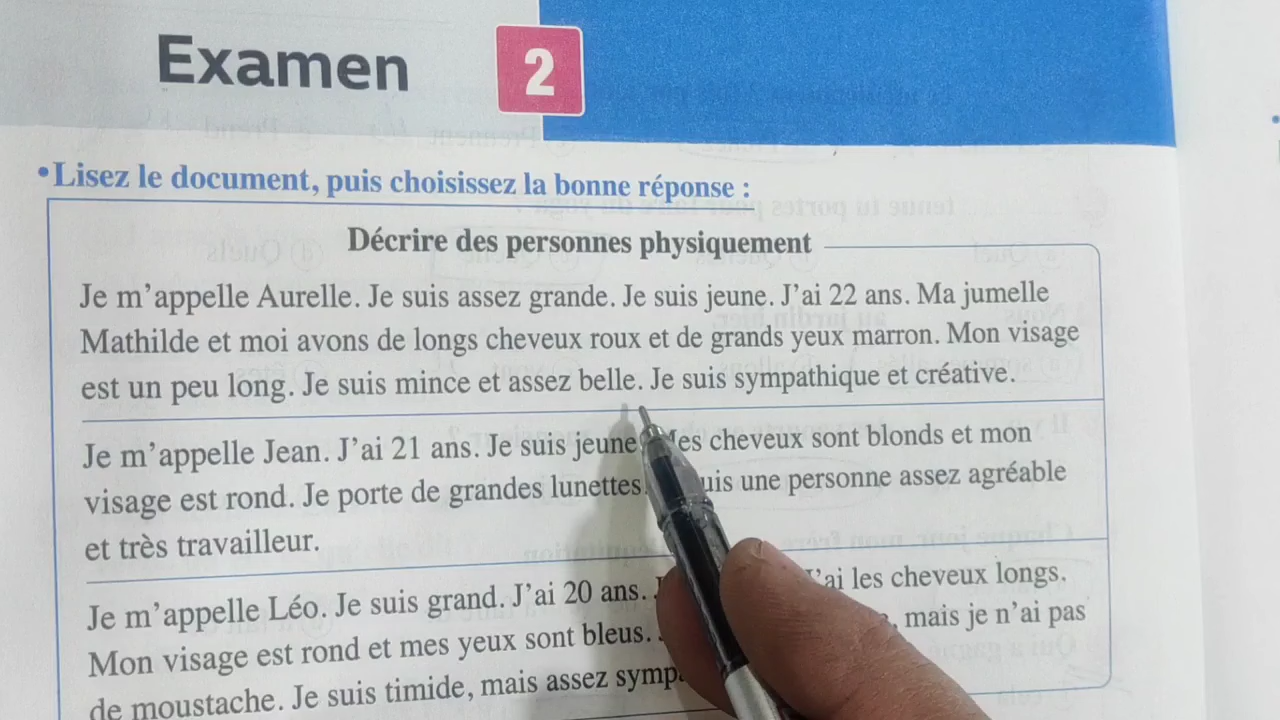 Examen 2
•Lisez le document, puis choisissez la bonne réponse :
Décrire des personnes physiquement
Je m'appelle Aurelle. Je suis assez grande. Je suis jeune. J'ai 22 ans. Ma jumelle
Mathilde et moi avons de longs cheveux roux et de grands yeux marron. Mon visage
est un peu long. Je suis mince et assez belle. Je suis sympathique et créative.
Je m'appelle Jean. J'ai 21 ans. Je suis jeune cheveux sont blonds et mon
visage est rond. Je porte de grandes lunettes. une personne assez agréable
et très travailleur.
Je m'appelle Léo. Je suis grand. J'ai 20 ans. J'ai les cheveux longs.
Mon visage est rond et mes yeux sont bleus. , mais je n'ai pas
de moustache. Je suis timide, mais assez